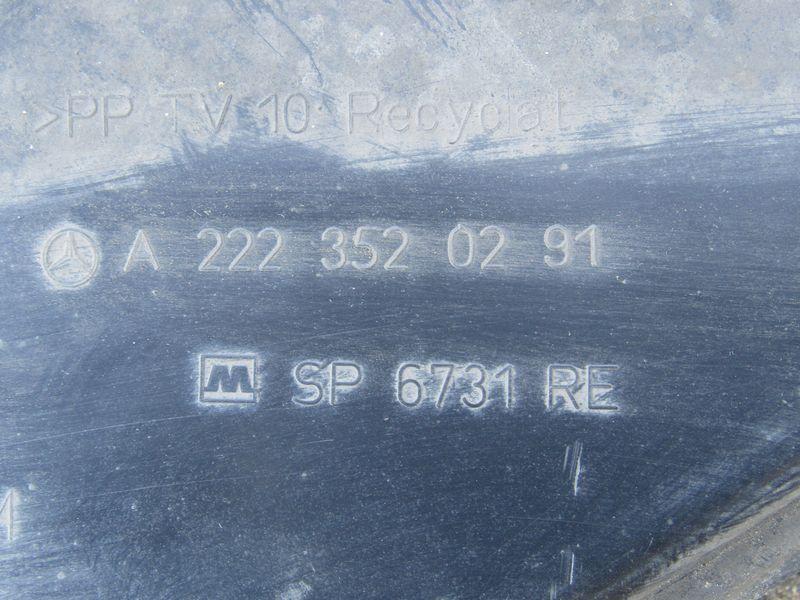 >PP TV 10 Recyclat
A 222 352 02 91
M SP 6731 RE